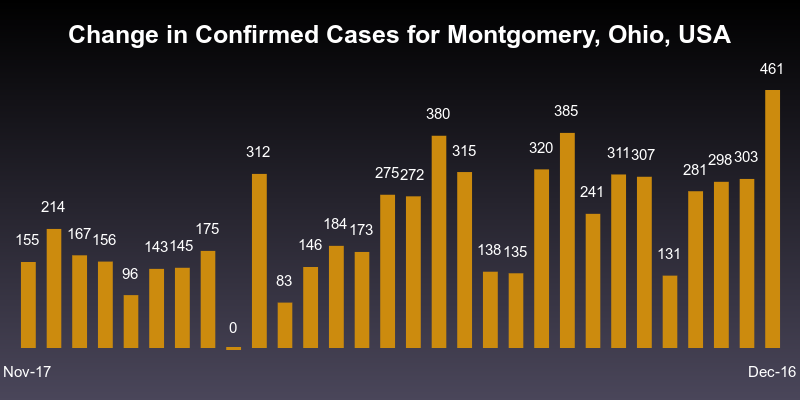 Change in Confirmed Cases for Montgomery, Ohio, USA
155 214 167 156 96 143 145 175 0 312 83 146 184 173 275 272 380 315 138 135 320 385 241 311 307 131 281 298 303 461
Nov-17 Dec-16